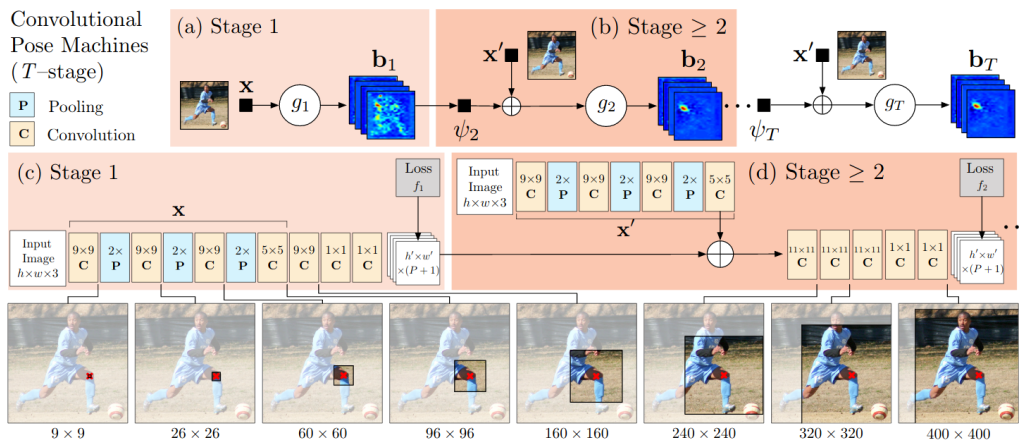 Convolutional
Pose Machines
(T–stage)
P Pooling
C Convolution
(a) Stage 1
x
g₁
b₁
(b) Stage ≥ 2
x′
ψ₂
g₂
b₂
x′
ψ_T
g_T
b_T
(c) Stage 1
Loss
f₁
x
Input
Image
h×w×3
9×9
C
2×
P
9×9
C
2×
P
9×9
C
2×
P
5×5
C
9×9
C
1×1
C
1×1
C
h′×w′
×(P+1)
(d) Stage ≥ 2
Input
Image
h×w×3
9×9
C
2×
P
9×9
C
2×
P
9×9
C
2×
P
5×5
C
x′
11×11
C
11×11
C
11×11
C
1×1
C
1×1
C
Loss
f₂
h′×w′
×(P+1)
9 × 9
26 × 26
60 × 60
96 × 96
160 × 160
240 × 240
320 × 320
400 × 400